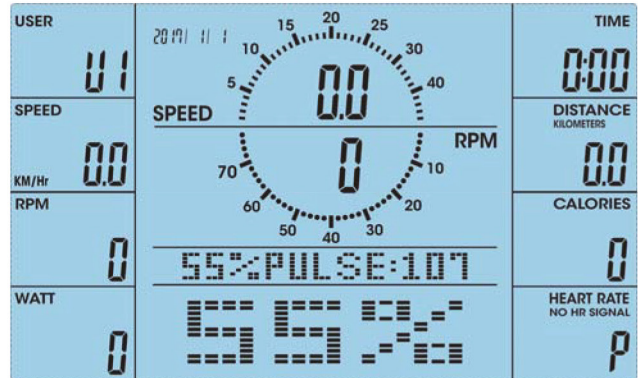 USER
U1
SPEED
KM/Hr 0.0
RPM
0
WATT
0
2017/ 1/ 1
5 10 15 20 25 30 40
SPEED 0.0
0 RPM
70 60 50 40 30 20 10
55%PULSE:107
55%
TIME
0:00
DISTANCE
KILOMETERS
0.0
CALORIES
0
HEART RATE
NO HR SIGNAL
P